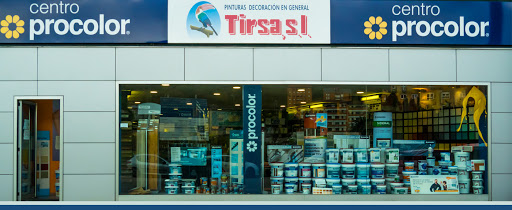 centro
procolor®
PINTURAS DECORACIÓN EN GENERAL
Tirsa, s.l
centro
procolor®
procolor